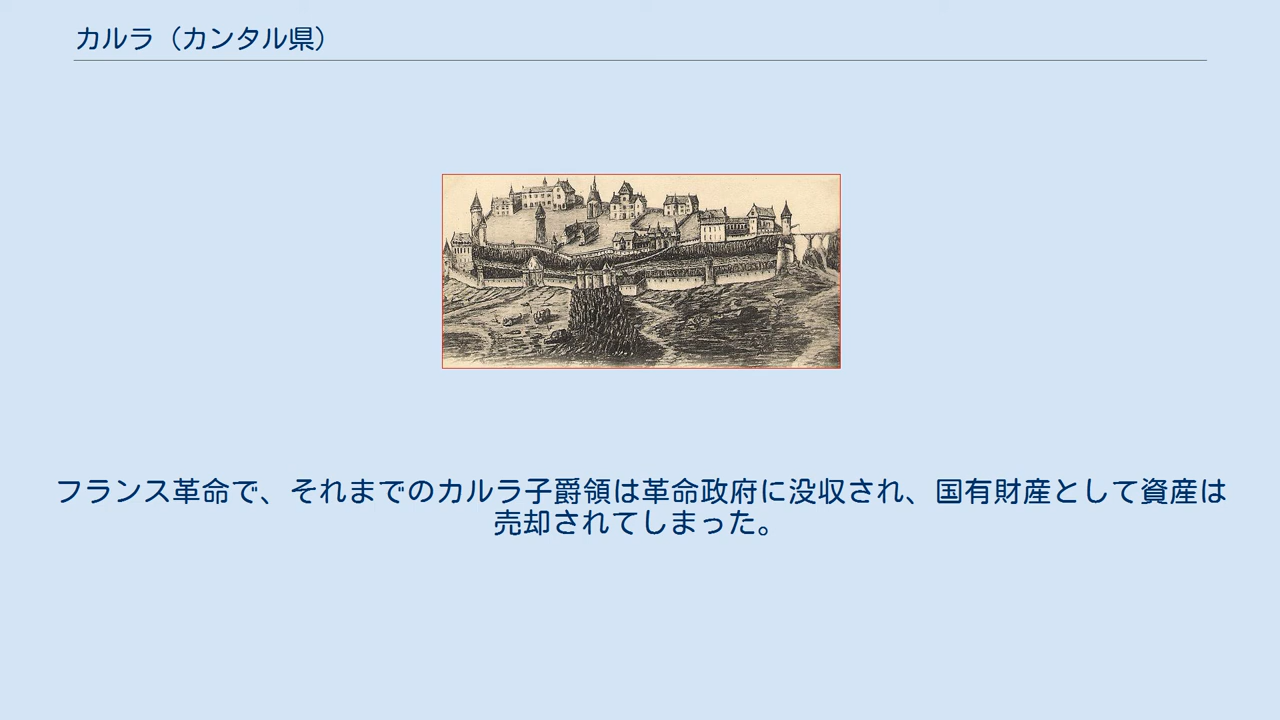 カルラ（カンタル県）
フランス革命で、それまでのカルラ子爵領は革命政府に没収され、国有財産として資産は
売却されてしまった。